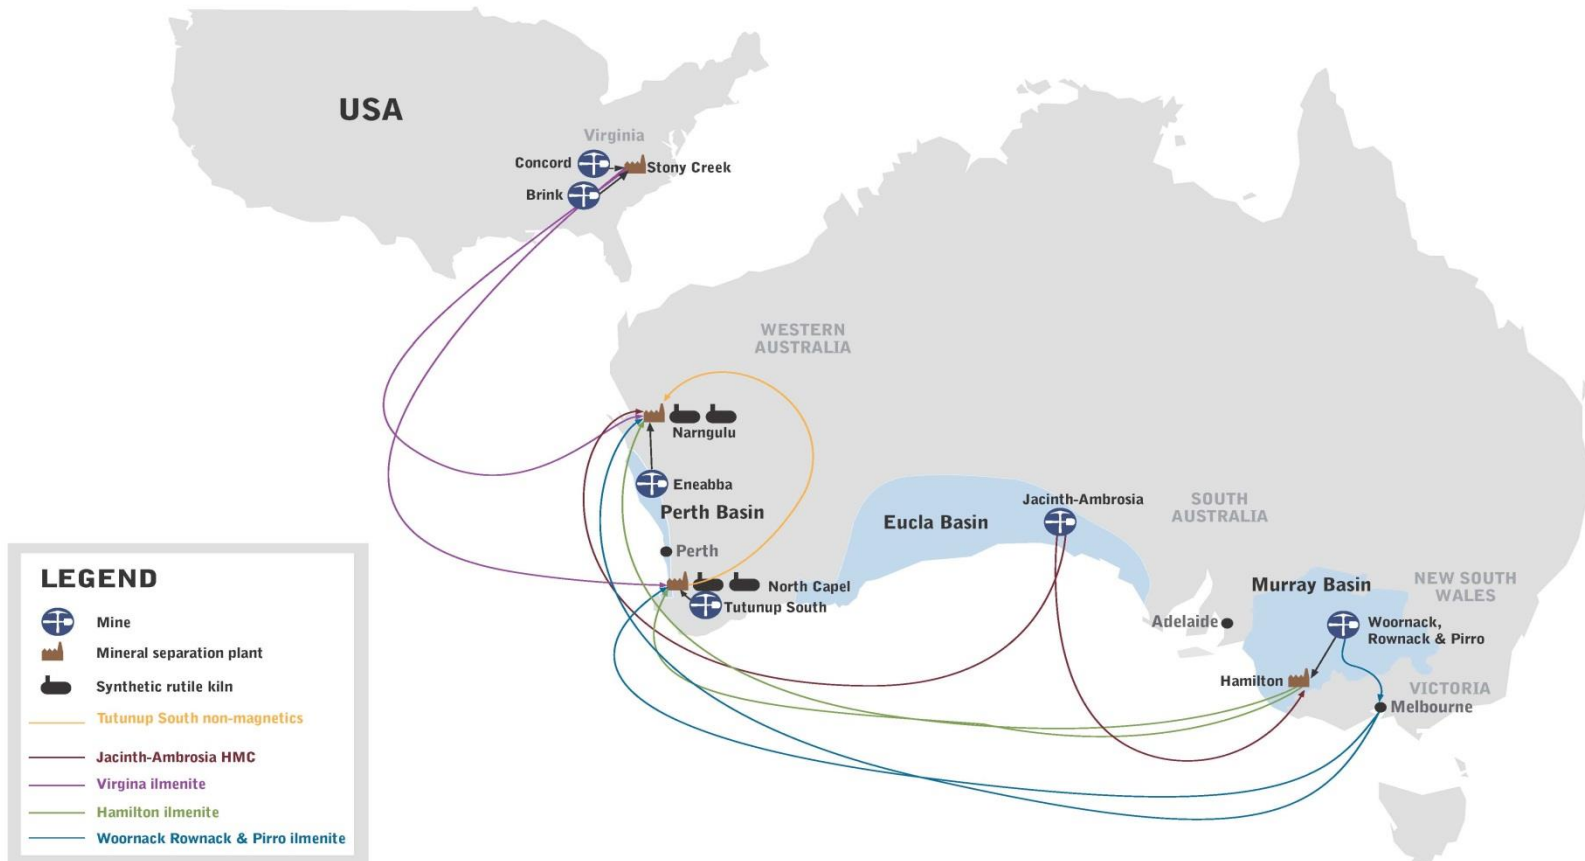 USA
Virginia
Concord
Stony Creek
Brink
WESTERN
AUSTRALIA
Narngulu
Eneabba
Perth Basin
Perth
North Capel
Tutunup South
Eucla Basin
Jacinth-Ambrosia
SOUTH
AUSTRALIA
Murray Basin
NEW SOUTH
WALES
Adelaide
Woornack,
Rownack & Pirro
Hamilton
VICTORIA
Melbourne
LEGEND
Mine
Mineral separation plant
Synthetic rutile kiln
Tutunup South non-magnetics
Jacinth-Ambrosia HMC
Virgina ilmenite
Hamilton ilmenite
Woornack Rownack & Pirro ilmenite